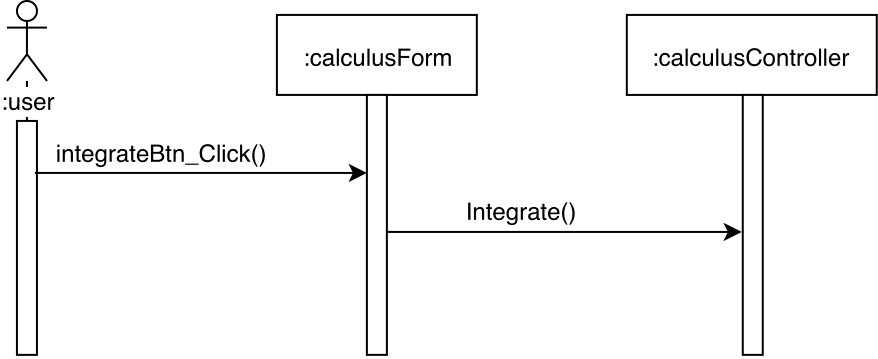 :calculusForm
:calculusController
:user
integrateBtn_Click()
Integrate()